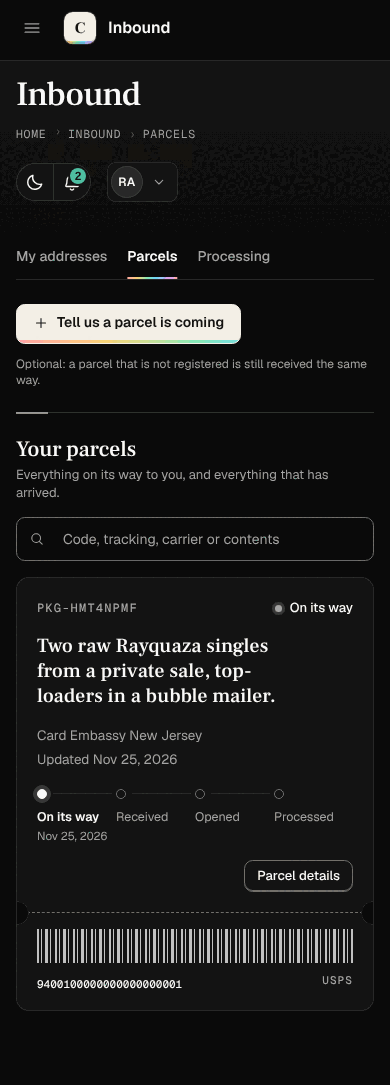 C Inbound
Inbound
HOME › INBOUND › PARCELS
2
RA
My addresses Parcels Processing
+ Tell us a parcel is coming
Optional: a parcel that is not registered is still received the same
way.
Your parcels
Everything on its way to you, and everything that has
arrived.
Code, tracking, carrier or contents
PKG-HMT4NPMF On its way
Two raw Rayquaza singles
from a private sale, top-
loaders in a bubble mailer.
Card Embassy New Jersey
Updated Nov 25, 2026
On its way Received Opened Processed
Nov 25, 2026
Parcel details
9400100000000000000001 USPS